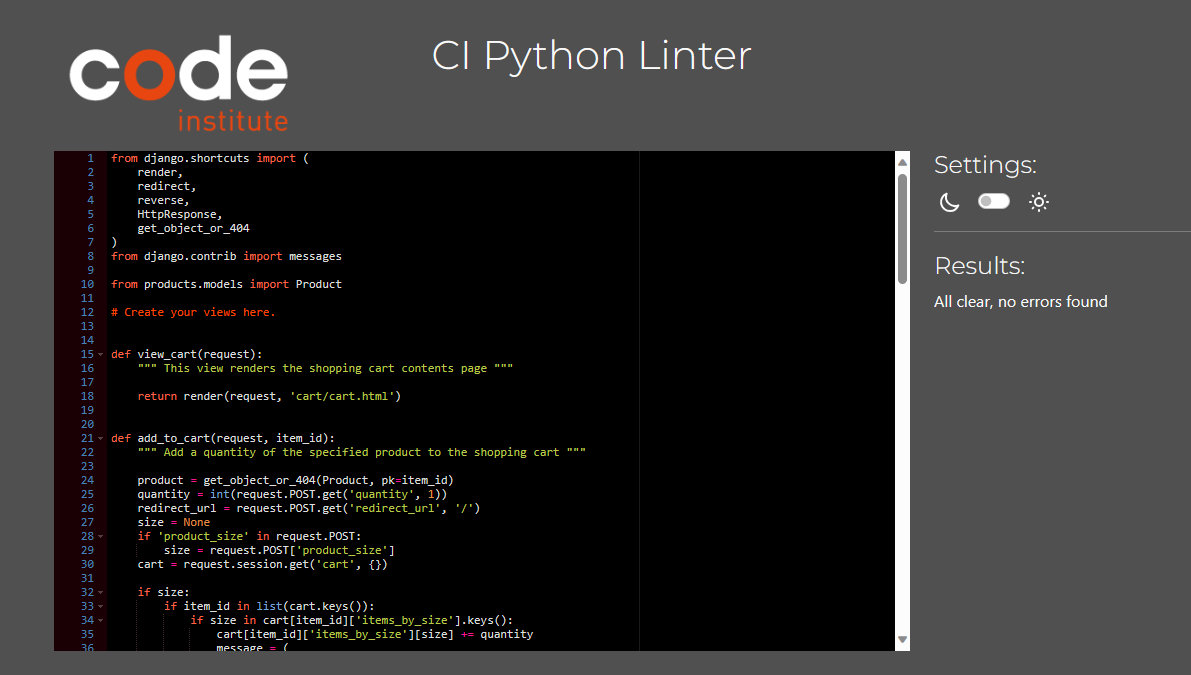 code
institute
CI Python Linter
1 from django.shortcuts import (
2     render,
3     redirect,
4     reverse,
5     HttpResponse,
6     get_object_or_404
7 )
8 from django.contrib import messages
9
10 from products.models import Product
11
12 # Create your views here.
13
14
15 def view_cart(request):
16     """ This view renders the shopping cart contents page """
17
18     return render(request, 'cart/cart.html')
19
20
21 def add_to_cart(request, item_id):
22     """ Add a quantity of the specified product to the shopping cart """
23
24     product = get_object_or_404(Product, pk=item_id)
25     quantity = int(request.POST.get('quantity', 1))
26     redirect_url = request.POST.get('redirect_url', '/')
27     size = None
28     if 'product_size' in request.POST:
29         size = request.POST['product_size']
30     cart = request.session.get('cart', {})
31
32     if size:
33         if item_id in list(cart.keys()):
34             if size in cart[item_id]['items_by_size'].keys():
35                 cart[item_id]['items_by_size'][size] += quantity
36                 message = (
Settings:
Results:
All clear, no errors found